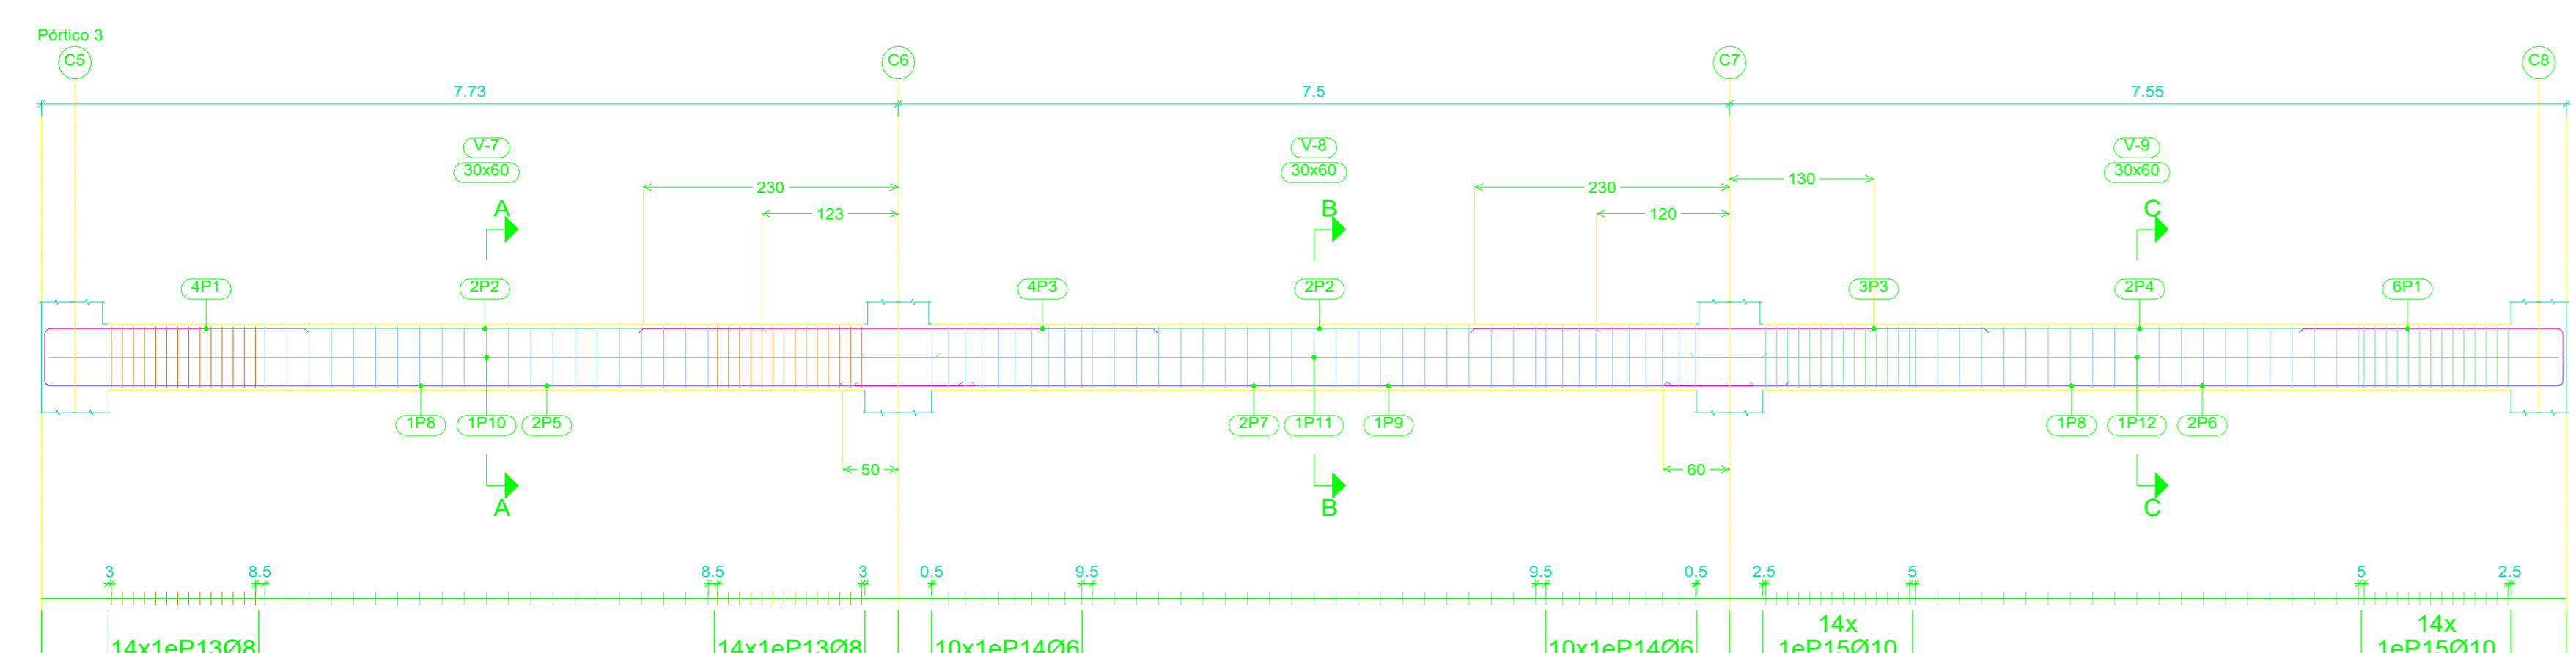 Pórtico 3
C5 C6 C7 C8
7.73 7.5 7.55
V-7 V-8 V-9
30x60 30x60 30x60
130
230 230
A B C
123 120
4P1 2P2 4P3 2P2 3P3 2P4 6P1
1P8 1P10 2P5 2P7 1P11 1P9 1P8 1P12 2P6
50 60
A B C
3 8.5 8.5 3 0.5 9.5 9.5 0.5 2.5 5 5 2.5
14x 14x
14x1eP13Ø8 14x1eP13Ø8 10x1eP14Ø6 10x1eP14Ø6 1eP15Ø10 1eP15Ø10